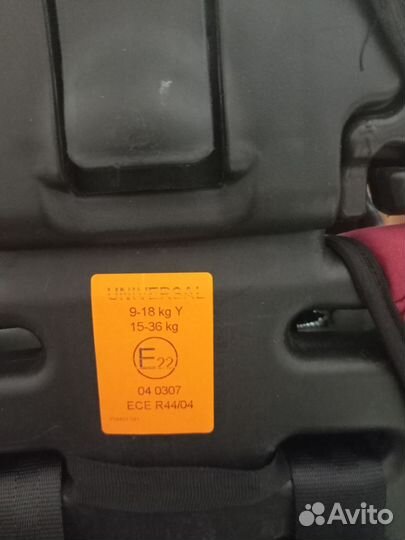 UNIVERSAL
9-18 kg Y
15-36 kg
E22
04 0307
ECE R44/04
Avito